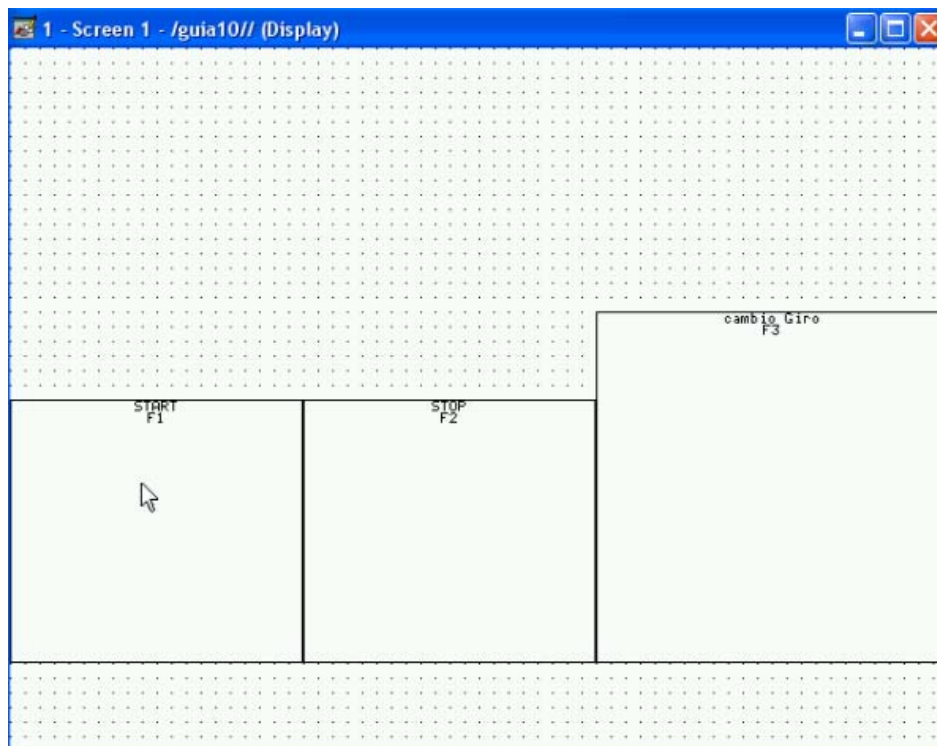 1 - Screen 1 - /guia10// (Display)
cambio Giro
F3
START
F1
STOP
F2